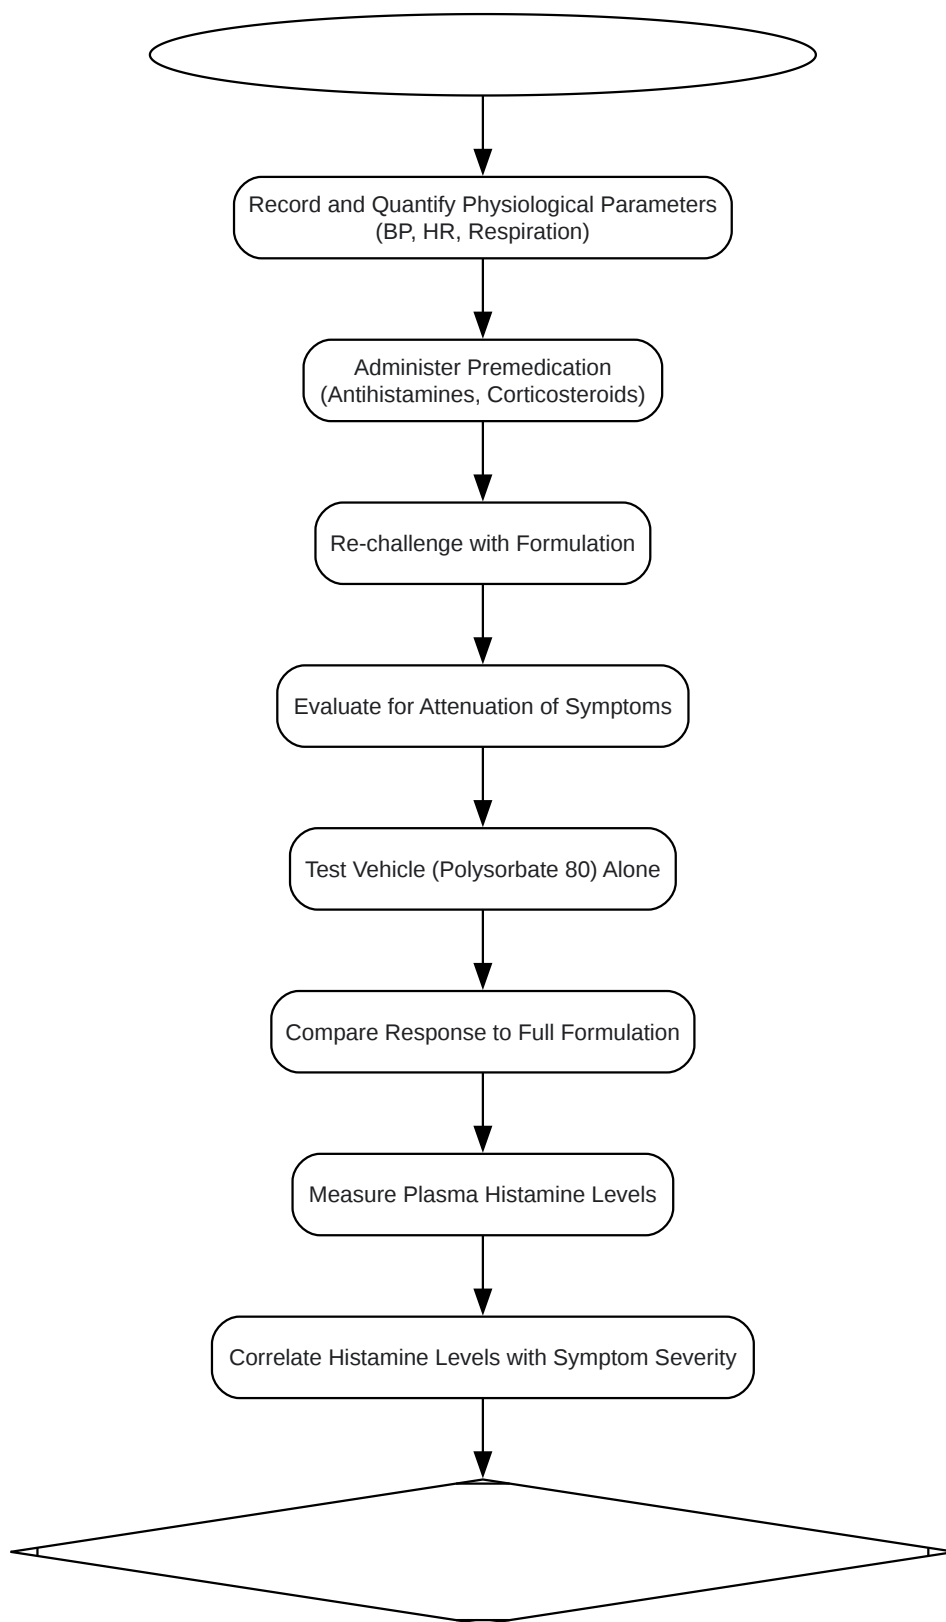 Record and Quantify Physiological Parameters
(BP, HR, Respiration)
Administer Premedication
(Antihistamines, Corticosteroids)
Re-challenge with Formulation
Evaluate for Attenuation of Symptoms
Test Vehicle (Polysorbate 80) Alone
Compare Response to Full Formulation
Measure Plasma Histamine Levels
Correlate Histamine Levels with Symptom Severity